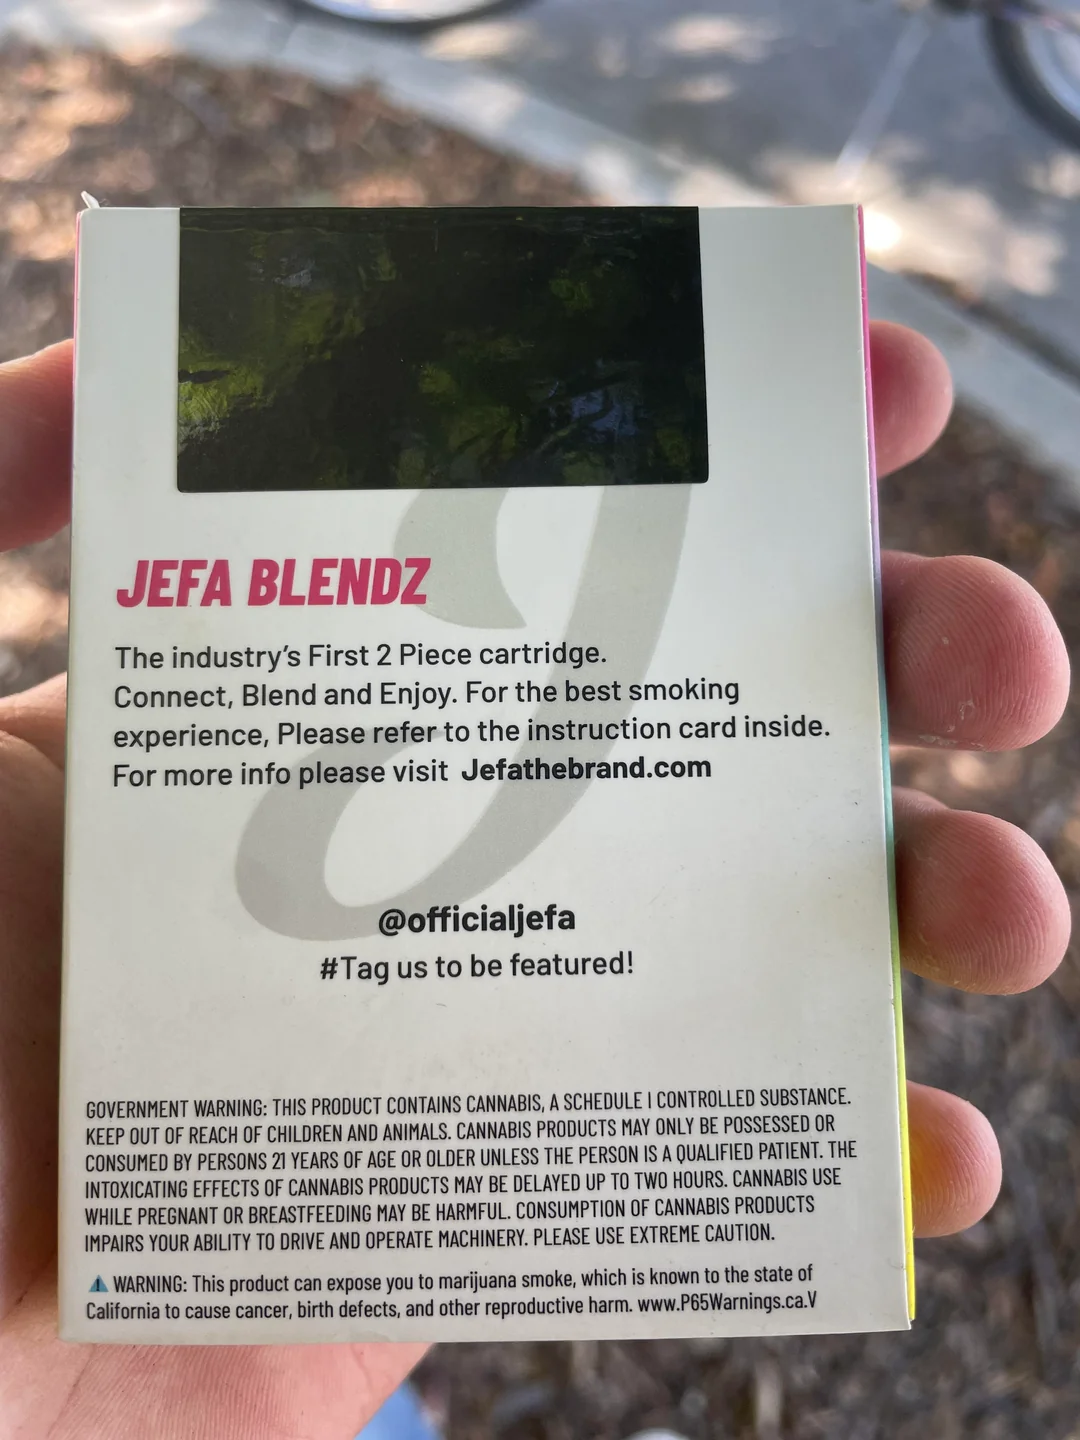 JEFA BLENDZ
The industry's First 2 Piece cartridge.
Connect, Blend and Enjoy. For the best smoking
experience, Please refer to the instruction card inside.
For more info please visit Jefathebrand.com
@officialjefa
#Tag us to be featured!
GOVERNMENT WARNING: THIS PRODUCT CONTAINS CANNABIS, A SCHEDULE I CONTROLLED SUBSTANCE.
KEEP OUT OF REACH OF CHILDREN AND ANIMALS. CANNABIS PRODUCTS MAY ONLY BE POSSESSED OR
CONSUMED BY PERSONS 21 YEARS OF AGE OR OLDER UNLESS THE PERSON IS A QUALIFIED PATIENT. THE
INTOXICATING EFFECTS OF CANNABIS PRODUCTS MAY BE DELAYED UP TO TWO HOURS. CANNABIS USE
WHILE PREGNANT OR BREASTFEEDING MAY BE HARMFUL. CONSUMPTION OF CANNABIS PRODUCTS
IMPAIRS YOUR ABILITY TO DRIVE AND OPERATE MACHINERY. PLEASE USE EXTREME CAUTION.
WARNING: This product can expose you to marijuana smoke, which is known to the state of
California to cause cancer, birth defects, and other reproductive harm. www.P65Warnings.ca.V